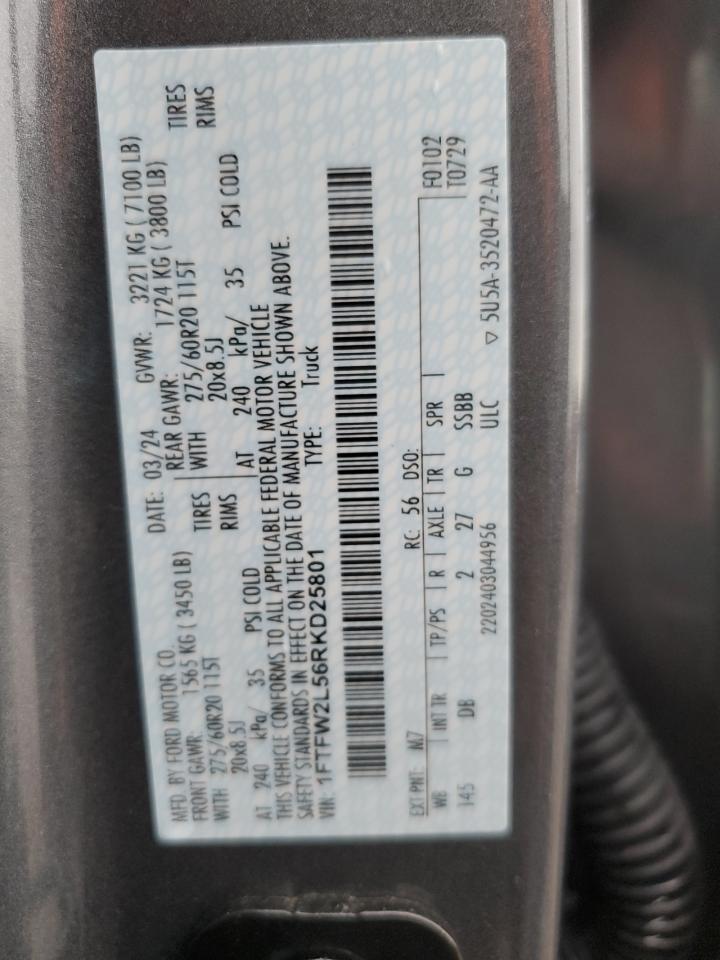 MFD. BY FORD MOTOR CO. DATE: 03/24 GVWR: 3221 KG ( 7100 LB)
FRONT GAWR: 1565 KG ( 3450 LB) REAR GAWR: 1724 KG ( 3800 LB)
WITH 275/60R20 115T TIRES WITH 275/60R20 115T TIRES
20x8.5J RIMS 20x8.5J RIMS
AT 240 kPa/ 35 PSI COLD AT 240 kPa/ 35 PSI COLD
THIS VEHICLE CONFORMS TO ALL APPLICABLE FEDERAL MOTOR VEHICLE
SAFETY STANDARDS IN EFFECT ON THE DATE OF MANUFACTURE SHOWN ABOVE.
VIN: 1FTFW2L56RKD25801 TYPE: Truck
EXT PNT: M7 RC: 56 DSO: F0102
WB INT TR TP/PS R AXLE TR SPR T0729
145 DB 2 27 G SSBB
2202403044956 ULC ▽ 5U5A-3520472-AA